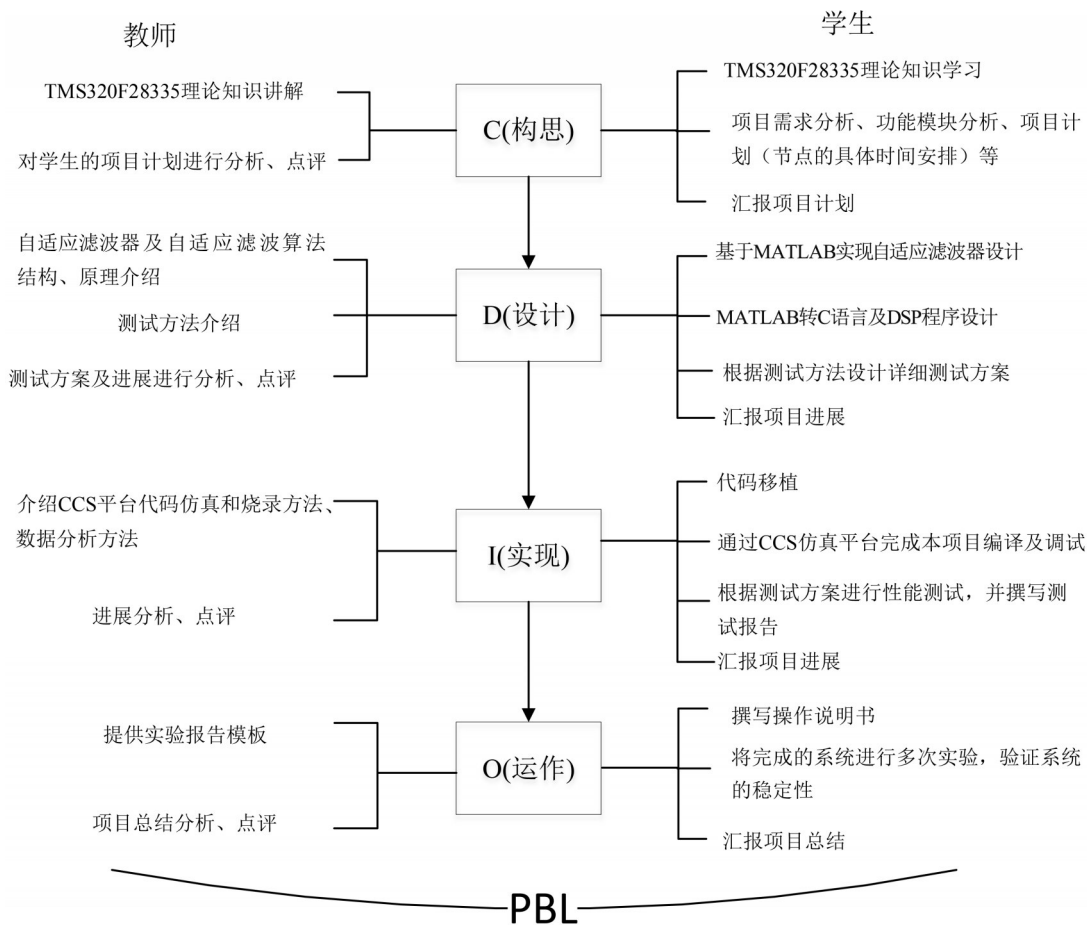 教师
学生
TMS320F28335理论知识讲解
对学生的项目计划进行分析、点评
C(构思)
TMS320F28335理论知识学习
项目需求分析、功能模块分析、项目计
划（节点的具体时间安排）等
汇报项目计划
自适应滤波器及自适应滤波算法
结构、原理介绍
测试方法介绍
测试方案及进展进行分析、点评
D(设计)
基于MATLAB实现自适应滤波器设计
MATLAB转C语言及DSP程序设计
根据测试方法设计详细测试方案
汇报项目进展
介绍CCS平台代码仿真和烧录方法、
数据分析方法
进展分析、点评
I(实现)
代码移植
通过CCS仿真平台完成本项目编译及调试
根据测试方案进行性能测试，并撰写测
试报告
汇报项目进展
提供实验报告模板
项目总结分析、点评
O(运作)
撰写操作说明书
将完成的系统进行多次实验，验证系统
的稳定性
汇报项目总结
PBL